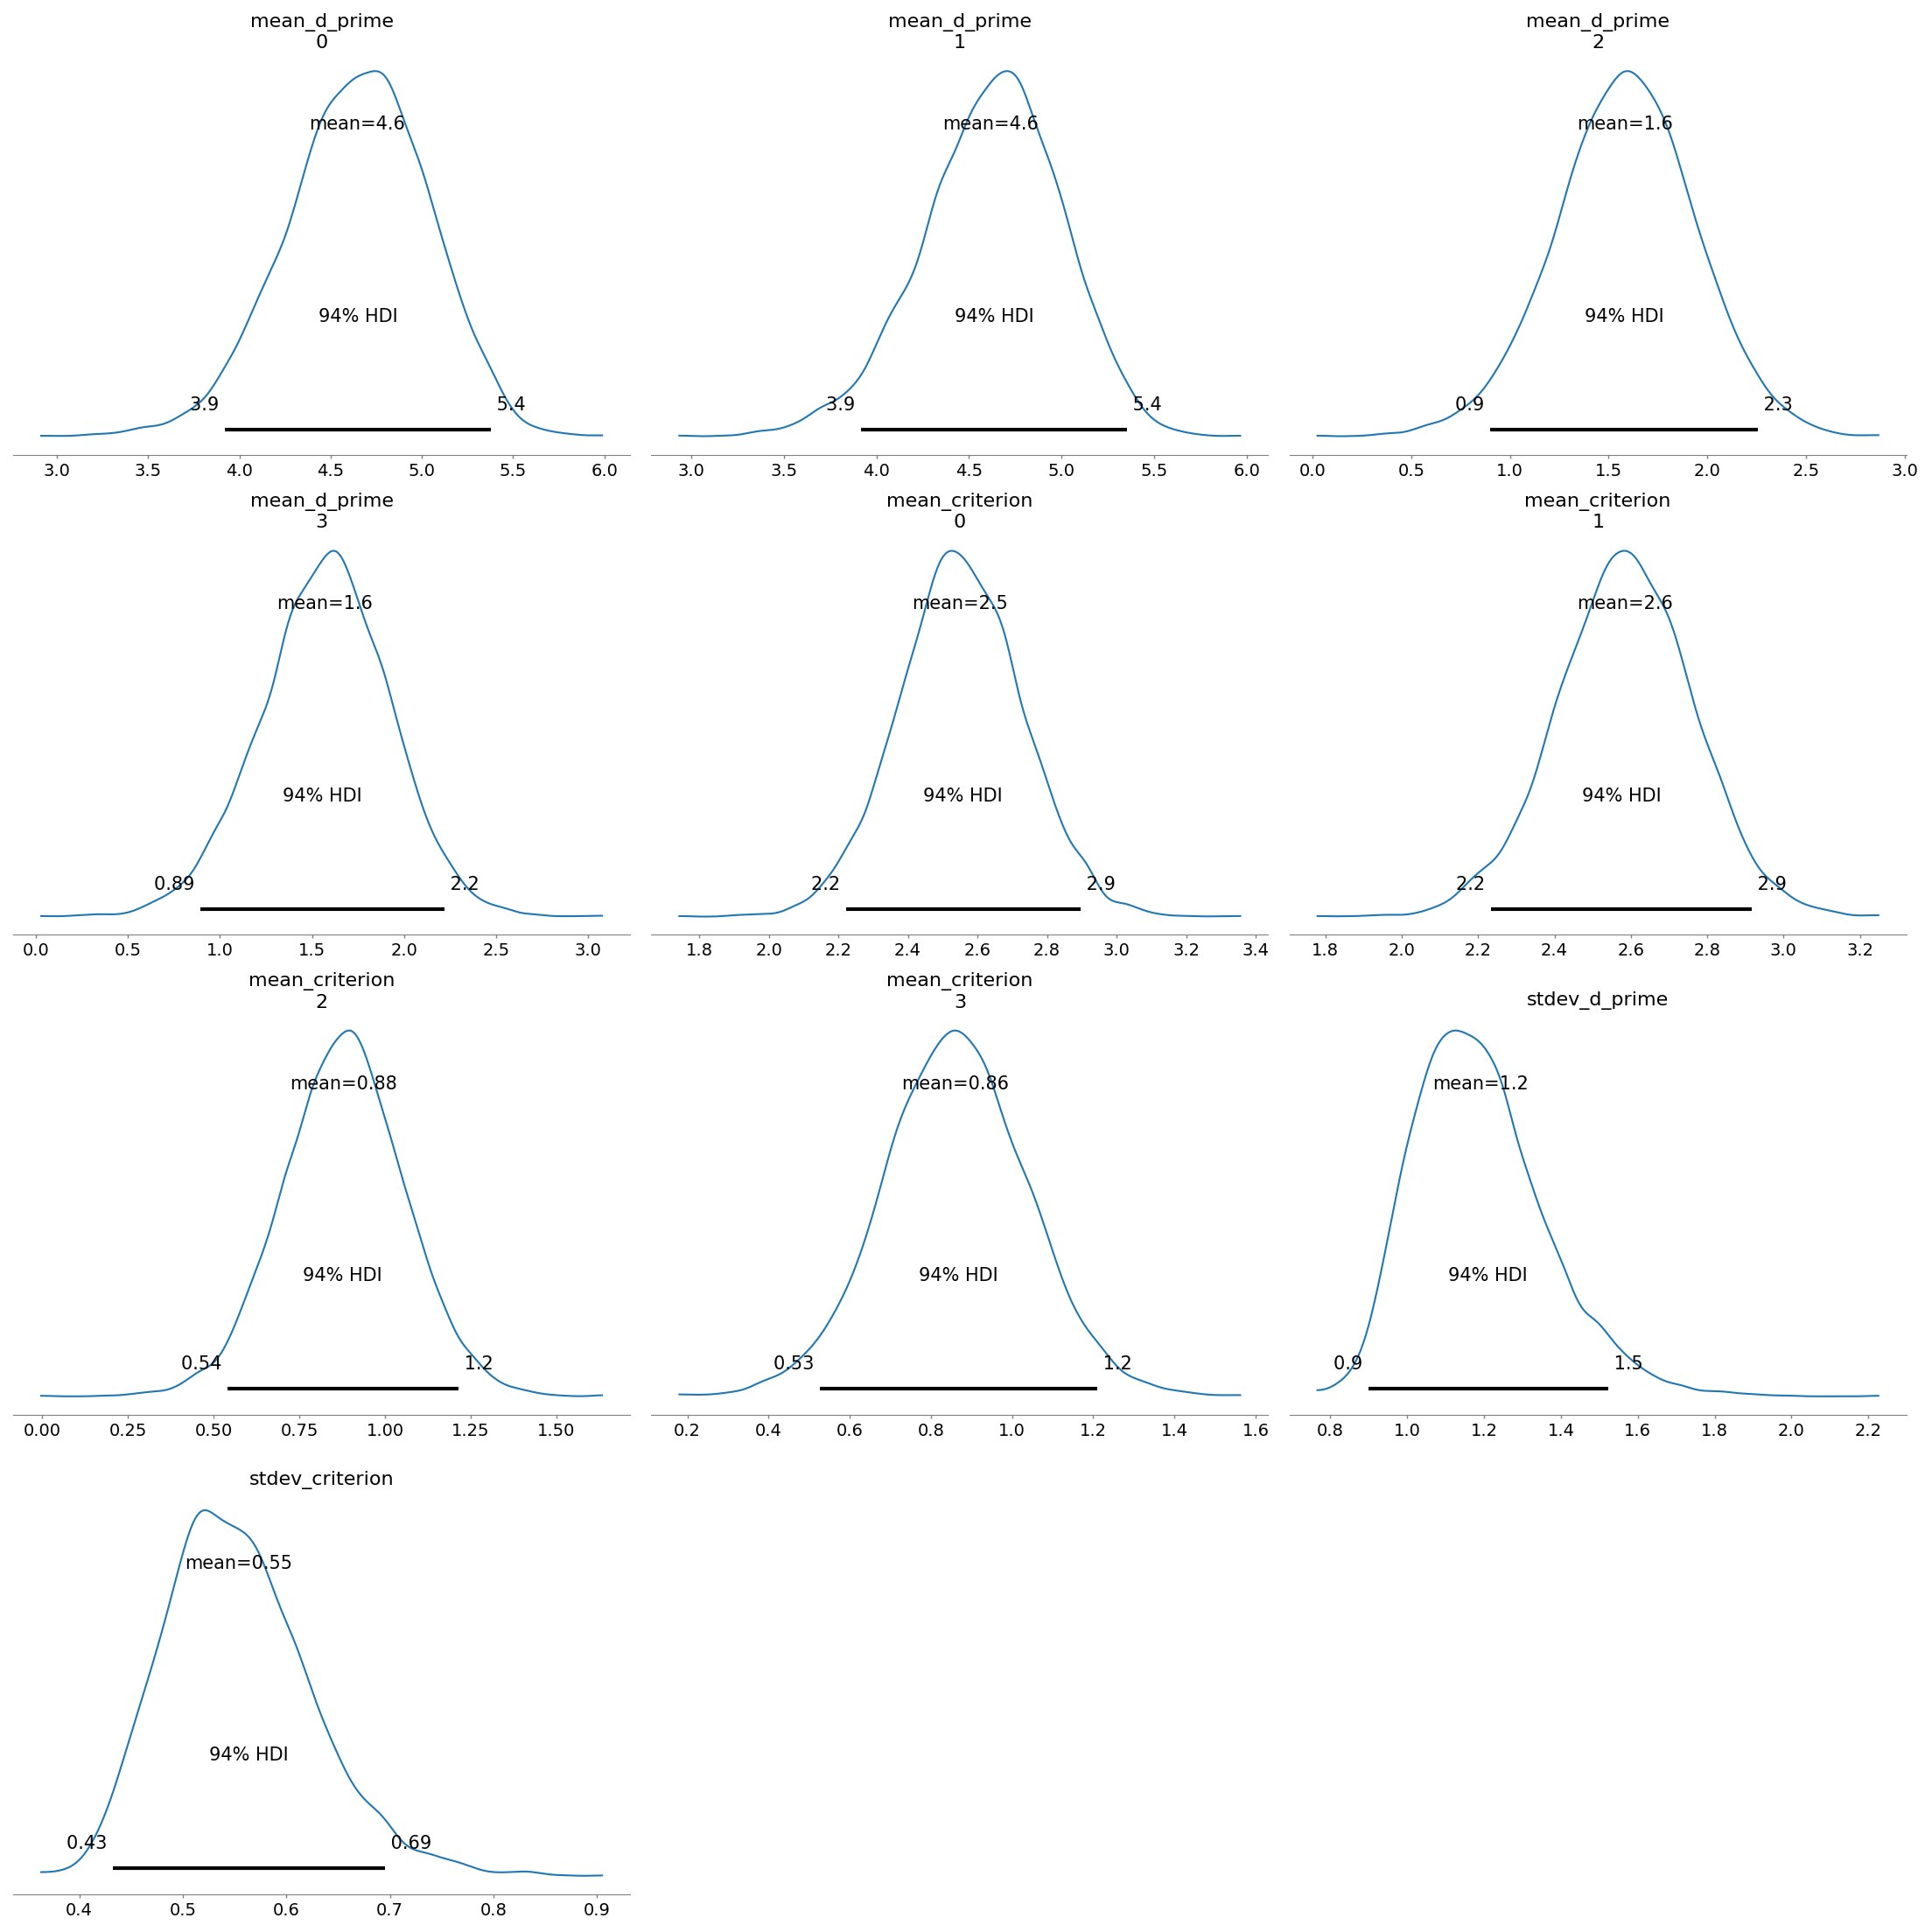 mean_d_prime
0
mean=4.6
94% HDI
3.9 5.4
3.0 3.5 4.0 4.5 5.0 5.5 6.0
mean_d_prime
1
mean=4.6
94% HDI
3.9 5.4
3.0 3.5 4.0 4.5 5.0 5.5 6.0
mean_d_prime
2
mean=1.6
94% HDI
0.9 2.3
0.0 0.5 1.0 1.5 2.0 2.5 3.0
mean_d_prime
3
mean=1.6
94% HDI
0.89 2.2
0.0 0.5 1.0 1.5 2.0 2.5 3.0
mean_criterion
0
mean=2.5
94% HDI
2.2 2.9
1.8 2.0 2.2 2.4 2.6 2.8 3.0 3.2 3.4
mean_criterion
1
mean=2.6
94% HDI
2.2 2.9
1.8 2.0 2.2 2.4 2.6 2.8 3.0 3.2
mean_criterion
2
mean=0.88
94% HDI
0.54 1.2
0.00 0.25 0.50 0.75 1.00 1.25 1.50
mean_criterion
3
mean=0.86
94% HDI
0.53 1.2
0.2 0.4 0.6 0.8 1.0 1.2 1.4 1.6
stdev_d_prime
mean=1.2
94% HDI
0.9 1.5
0.8 1.0 1.2 1.4 1.6 1.8 2.0 2.2
stdev_criterion
mean=0.55
94% HDI
0.43 0.69
0.4 0.5 0.6 0.7 0.8 0.9